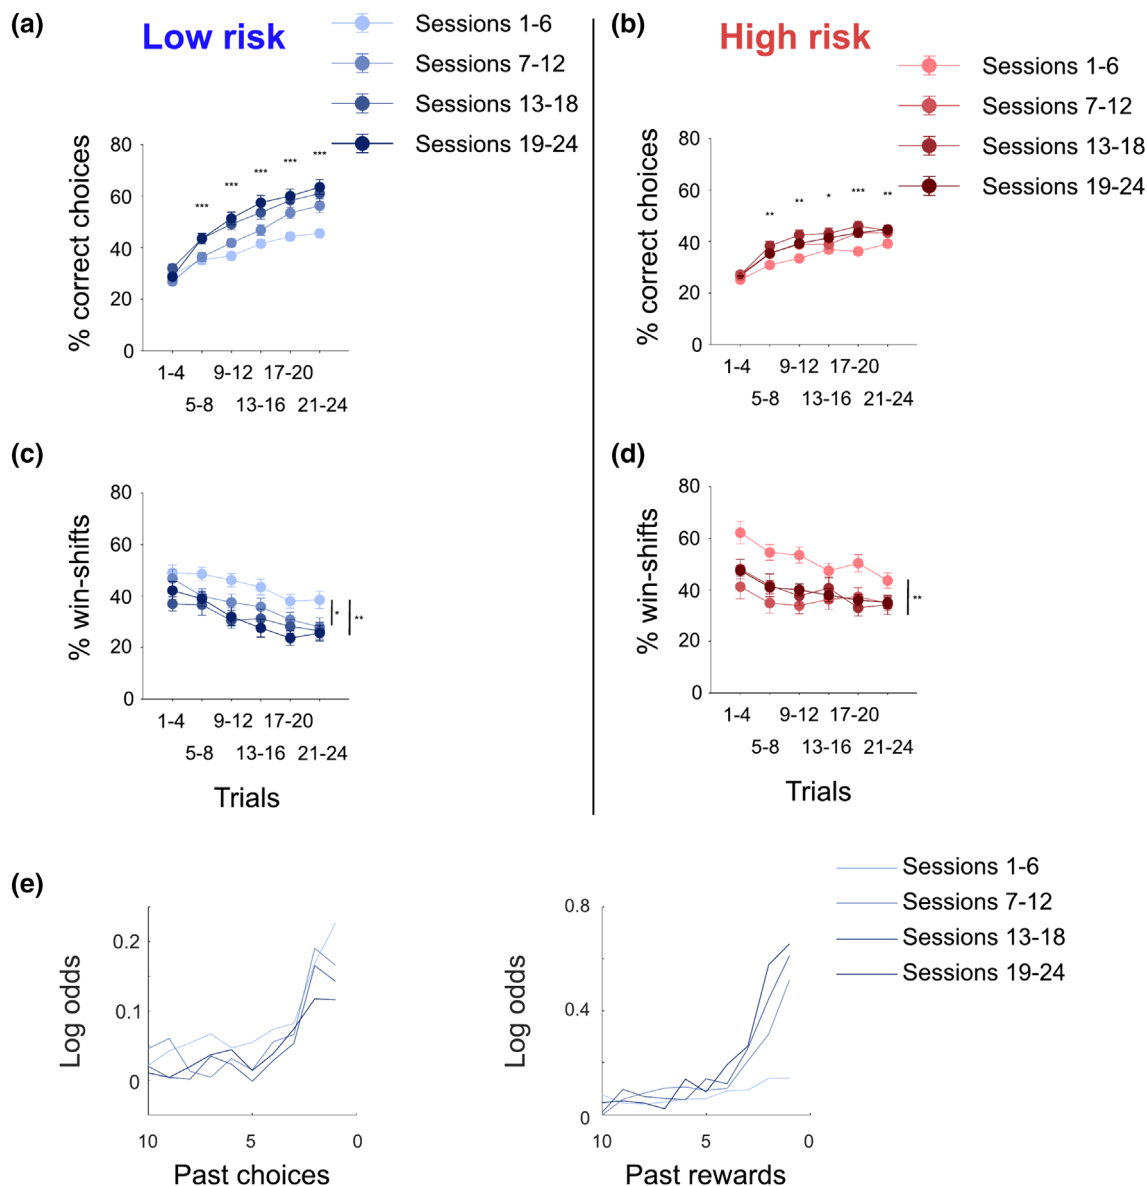 (a)
Low risk
Sessions 1-6
Sessions 7-12
Sessions 13-18
Sessions 19-24
% correct choices
80
60
40
20
0
***
***
***
***
***
1-4
9-12
17-20
5-8
13-16
21-24
(b)
High risk
Sessions 1-6
Sessions 7-12
Sessions 13-18
Sessions 19-24
% correct choices
80
60
40
20
0
**
**
*
***
**
1-4
9-12
17-20
5-8
13-16
21-24
(c)
% win-shifts
80
60
40
20
0
*
**
1-4
9-12
17-20
5-8
13-16
21-24
Trials
(d)
% win-shifts
80
60
40
20
0
**
1-4
9-12
17-20
5-8
13-16
21-24
Trials
(e)
Log odds
0.2
0.1
0
10
5
0
Past choices
Log odds
0.8
0.4
0
10
5
0
Past rewards
Sessions 1-6
Sessions 7-12
Sessions 13-18
Sessions 19-24